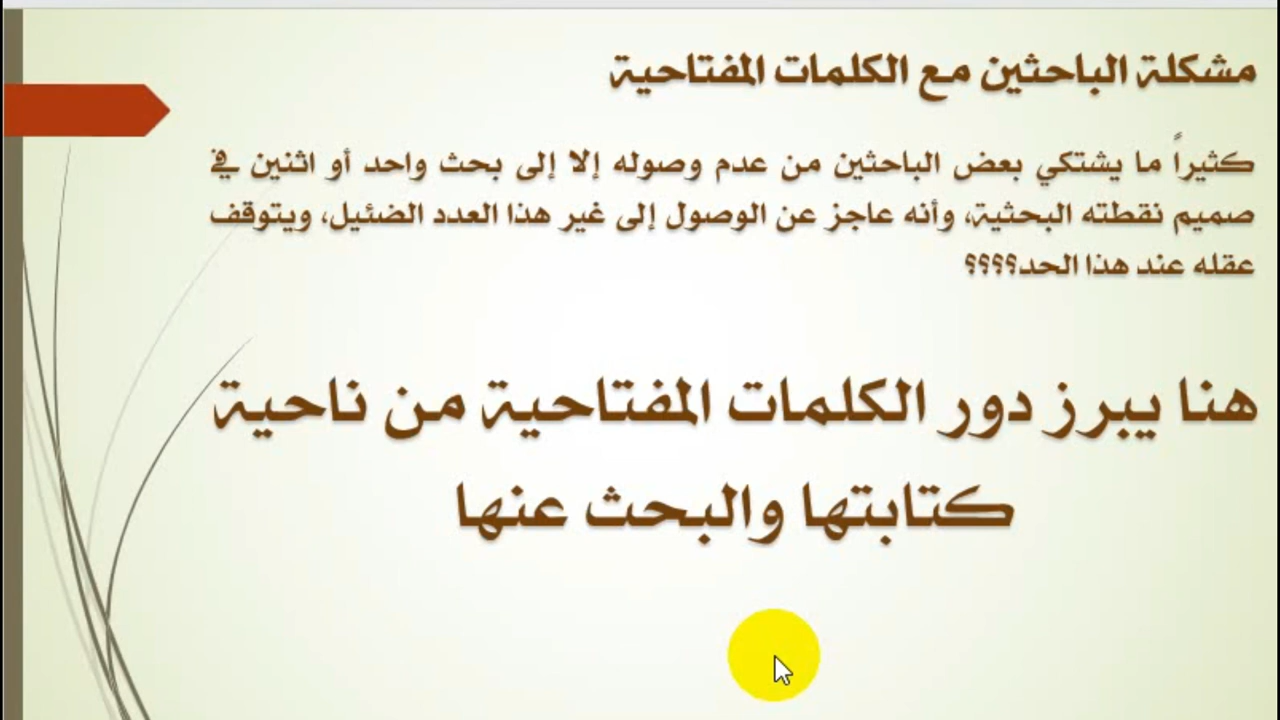 مشكلة الباحثين مع الكلمات المفتاحية
كثيراً ما يشتكي بعض الباحثين من عدم وصوله إلا إلى بحث واحد أو اثنين في
صميم نقطته البحثية، وأنه عاجز عن الوصول إلى غير هذا العدد الضئيل، ويتوقف
عقله عند هذا الحد؟؟؟؟
هنا يبرز دور الكلمات المفتاحية من ناحية
كتابتها والبحث عنها